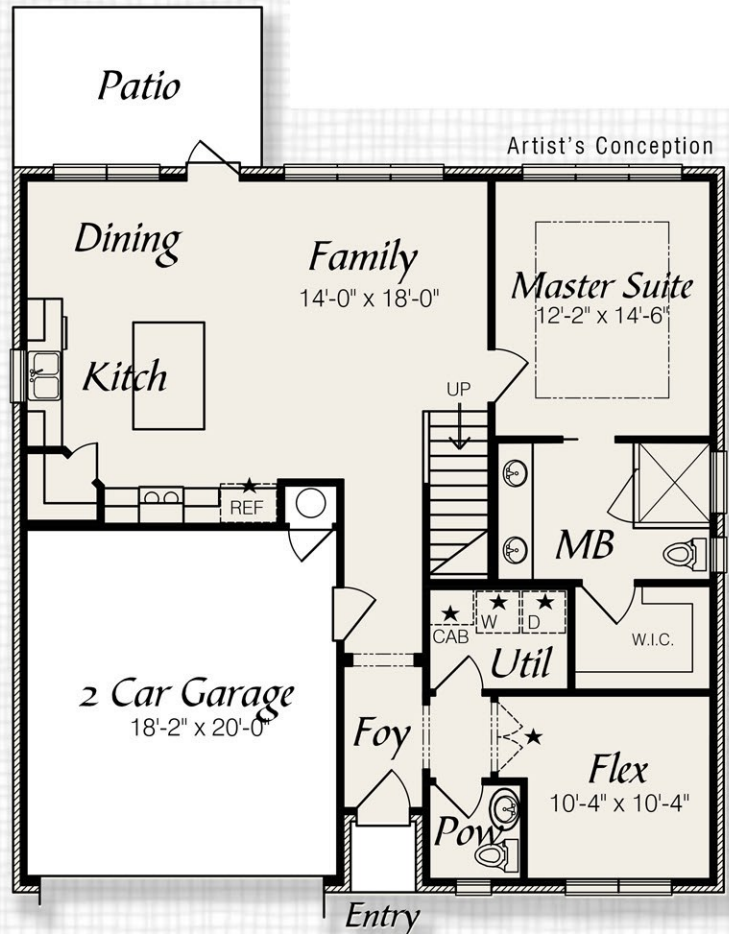 Patio
Artist's Conception
Dining
Family
14'-0" x 18'-0"
Master Suite
12'-2" x 14'-6"
Kitch
UP
REF
MB
CAB
W
D
Util
W.I.C.
2 Car Garage
18'-2" x 20'-0"
Foy
Flex
10'-4" x 10'-4"
Pow
Entry